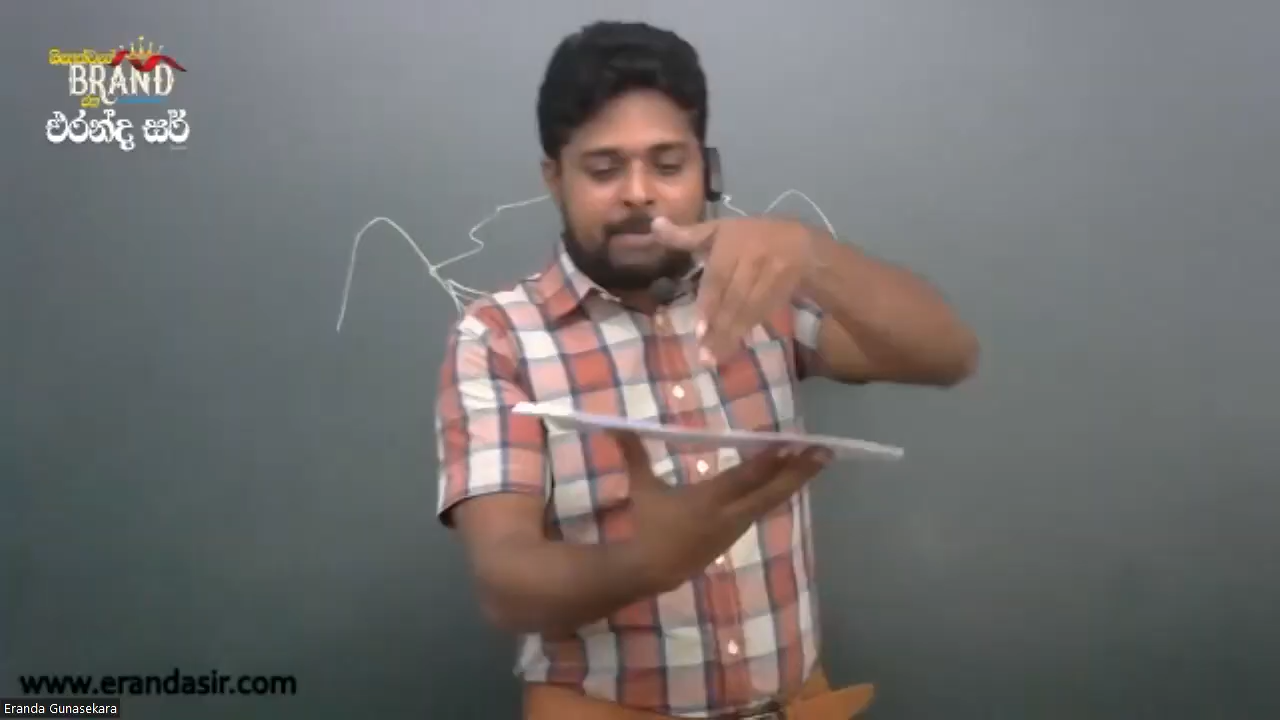 BRAND
එරන්ද සර්
www.erandasir.com
Eranda Gunasekara